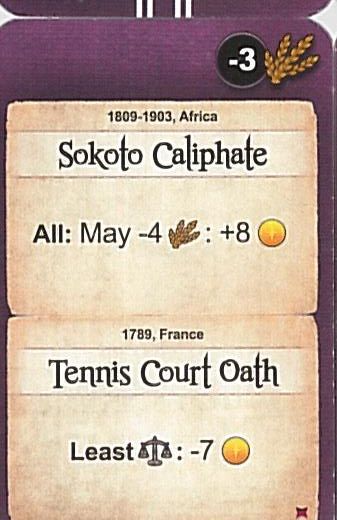 -3
1809-1903, Africa
Sokoto Caliphate
All: May -4 : +8
1789, France
Tennis Court Oath
Least : -7